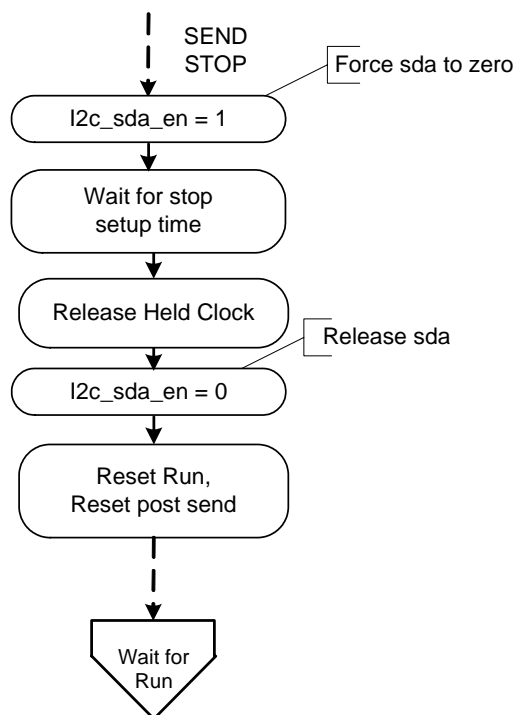 SEND
STOP
Force sda to zero
I2c_sda_en = 1
Wait for stop
setup time
Release Held Clock
Release sda
I2c_sda_en = 0
Reset Run,
Reset post send
Wait for
Run